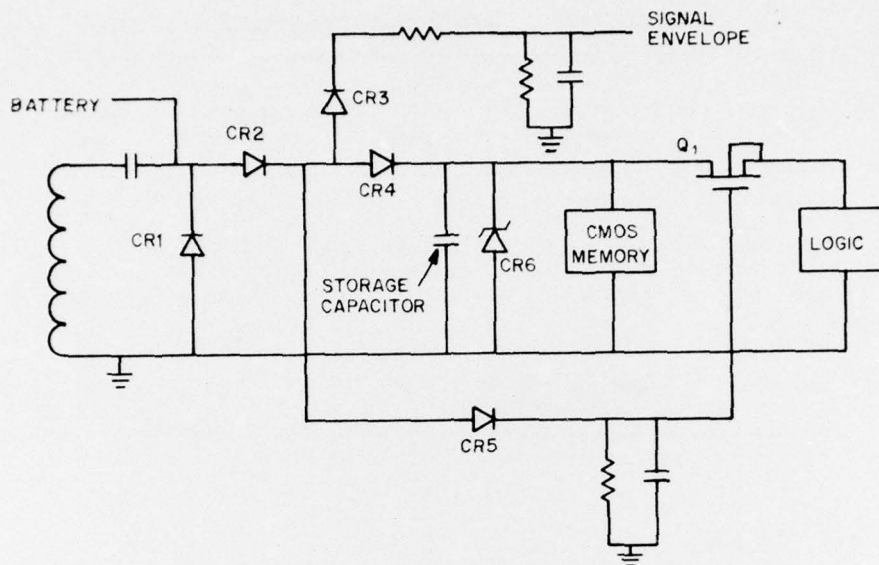 SIGNAL
ENVELOPE
BATTERY
CR3
CR2
Q1
CR4
CR1
CMOS
MEMORY
LOGIC
CR6
STORAGE
CAPACITOR
CR5